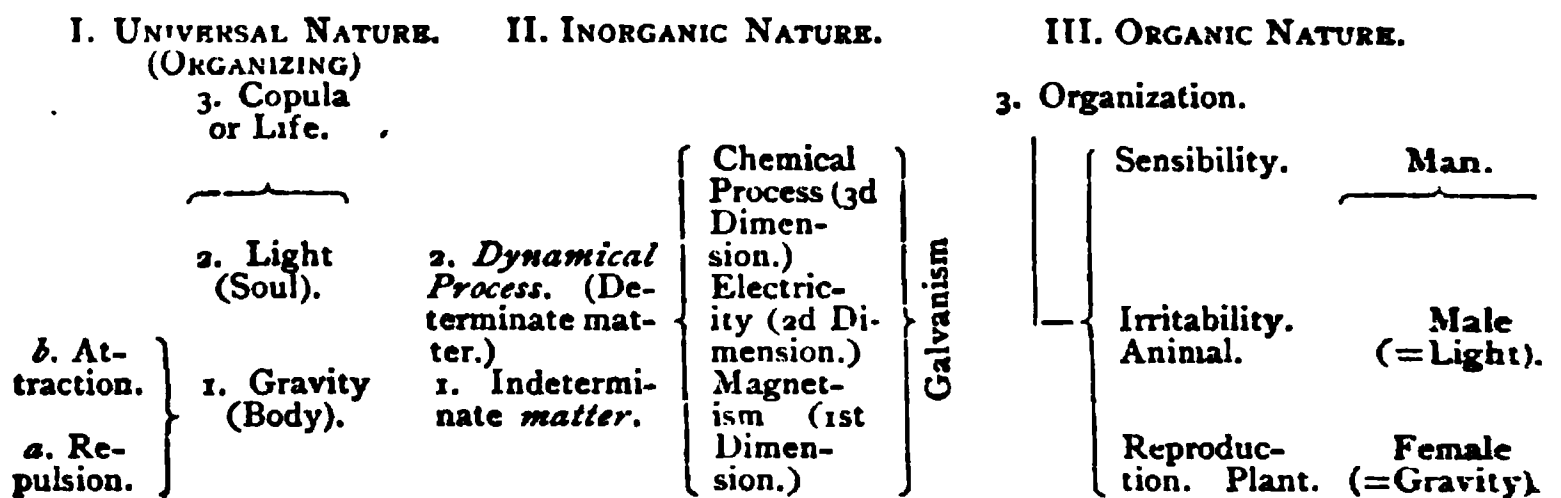 I. UNIVERSAL NATURE.
(ORGANIZING)
3. Copula
or Life.
2. Light
(Soul).
b. At-
traction.
1. Gravity
(Body).
a. Re-
pulsion.
II. INORGANIC NATURE.
2. Dynamical
Process. (De-
terminate mat-
ter.)
1. Indetermi-
nate matter.
Chemical
Process (3d
Dimen-
sion.)
Electric-
ity (2d Di-
mension.)
Magnet-
ism (1st
Dimen-
sion.)
Galvanism
III. ORGANIC NATURE.
3. Organization.
Sensibility. Man.
Irritability. Male
Animal. (=Light).
Reproduc- Female
tion. Plant. (=Gravity).